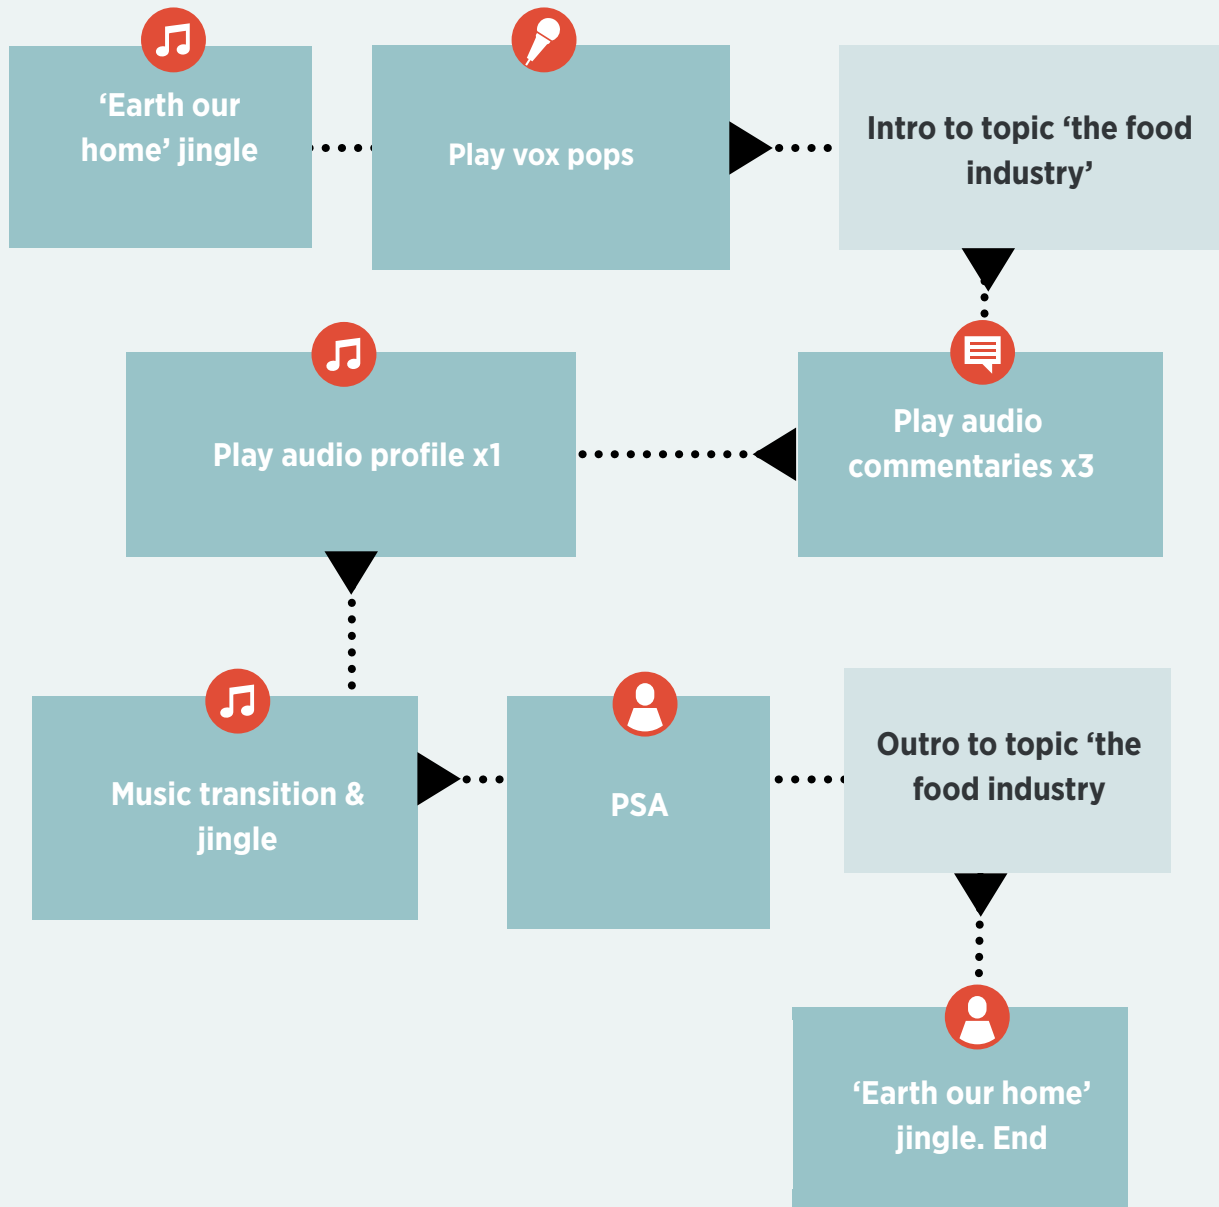 ‘Earth our
home’ jingle
Play vox pops
Intro to topic ‘the food
industry’
Play audio
commentaries x3
Play audio profile x1
Music transition &
jingle
PSA
Outro to topic ‘the
food industry
‘Earth our home’
jingle. End